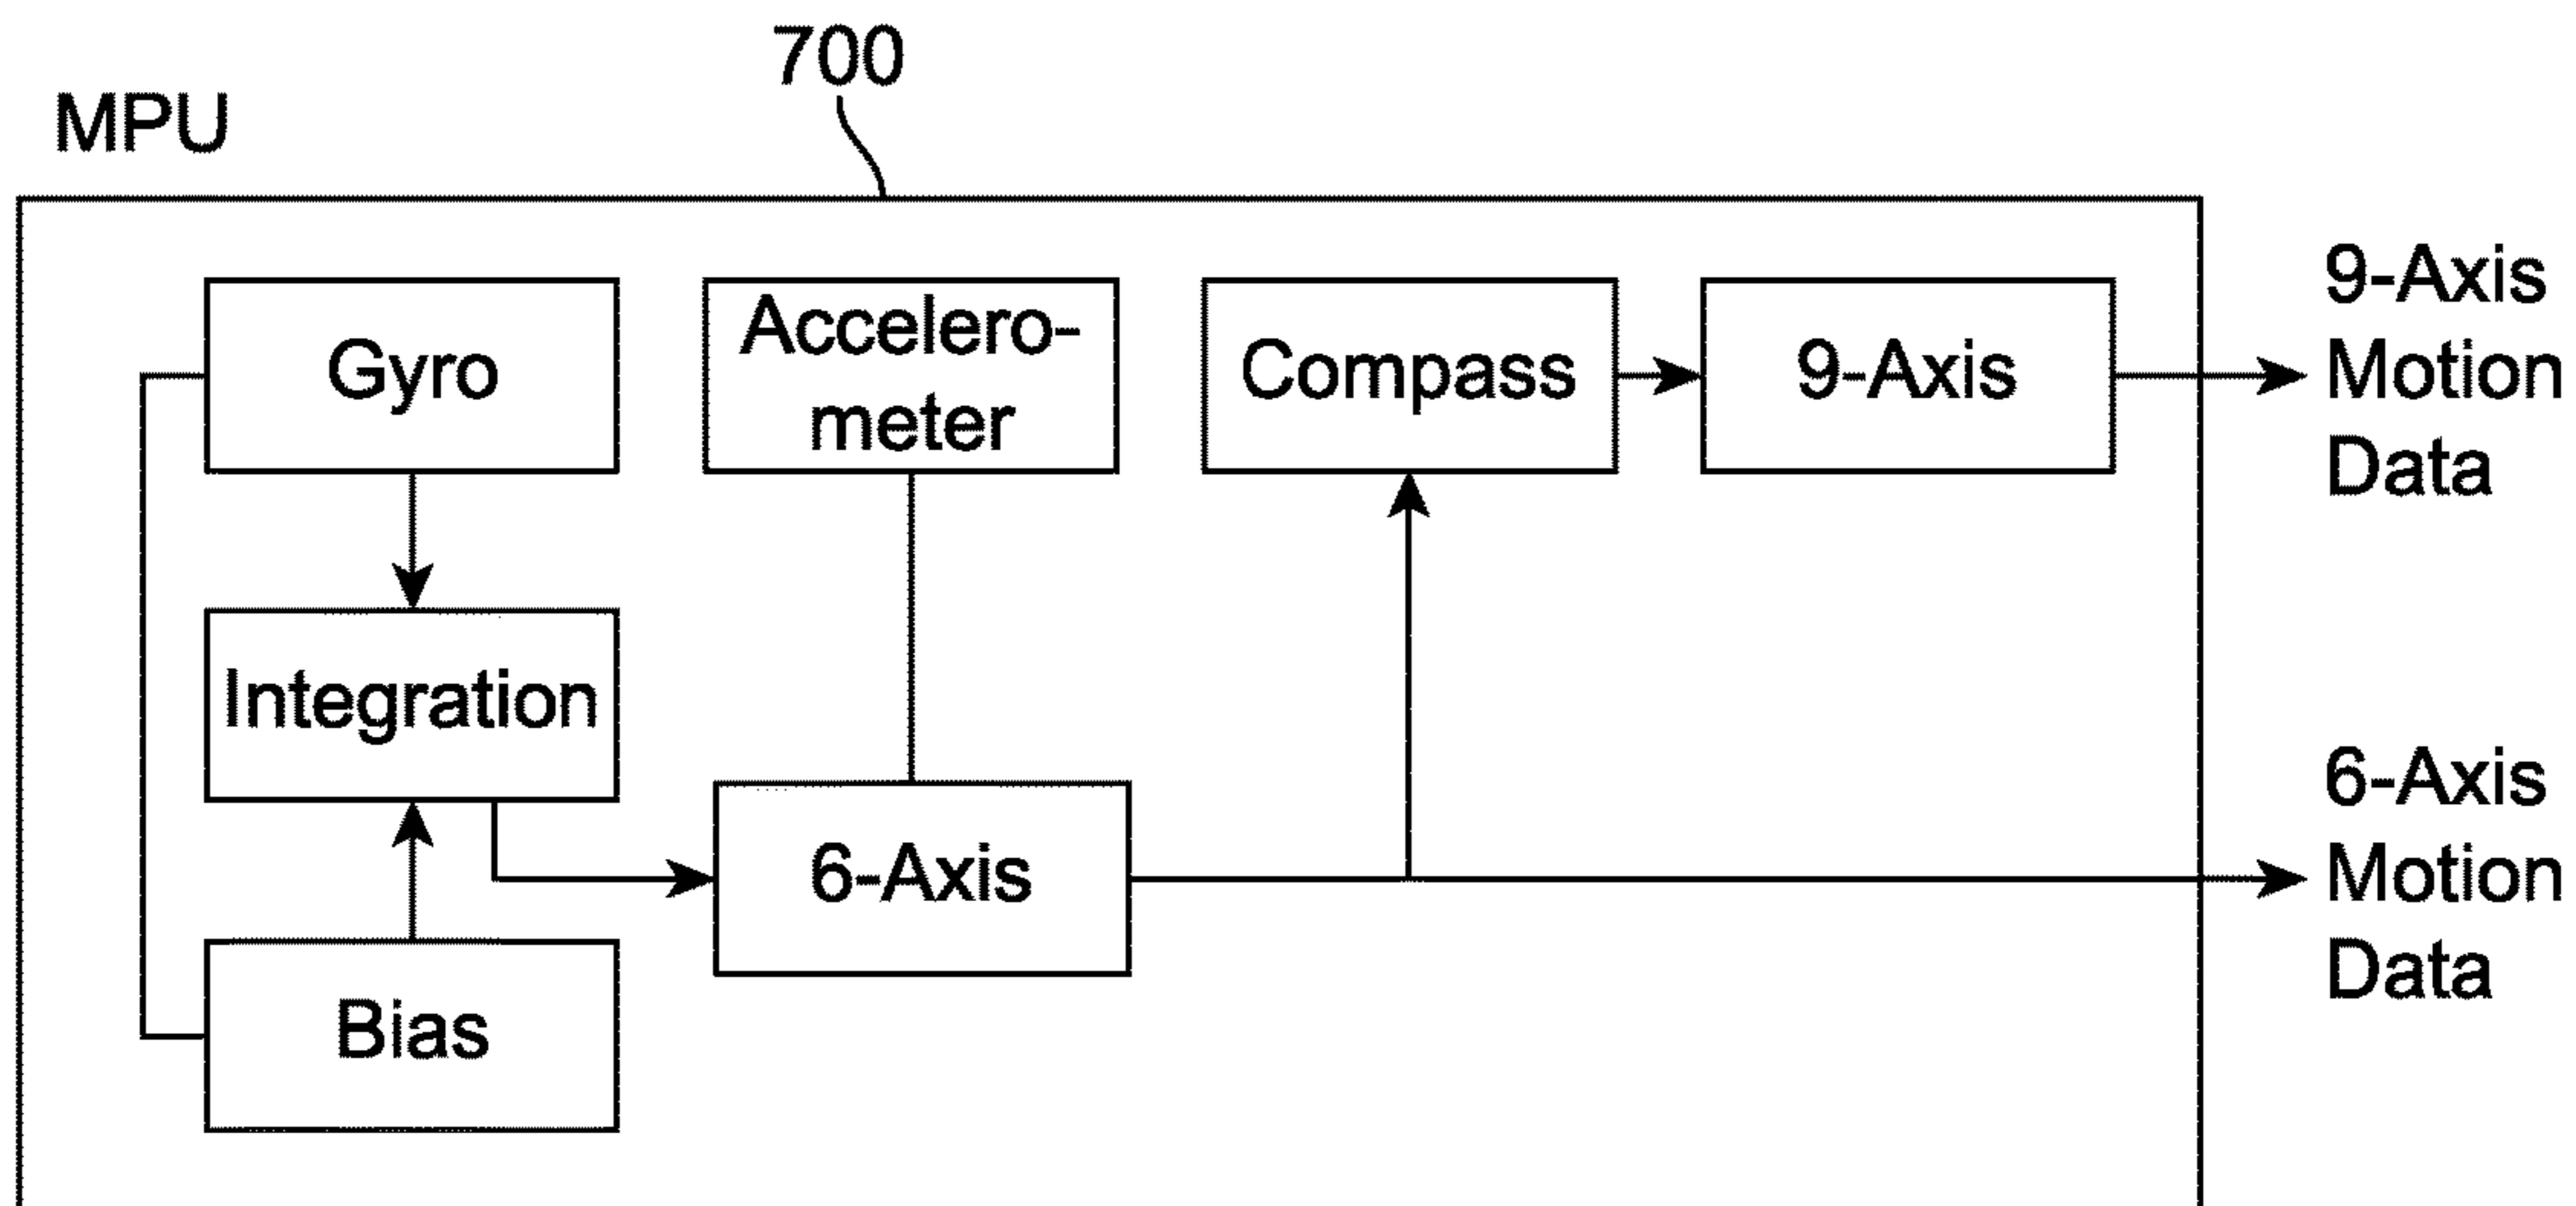 700
MPU
Gyro
Accelero-
meter
Compass
9-Axis
9-Axis
Motion
Data
Integration
6-Axis
6-Axis
Motion
Data
Bias